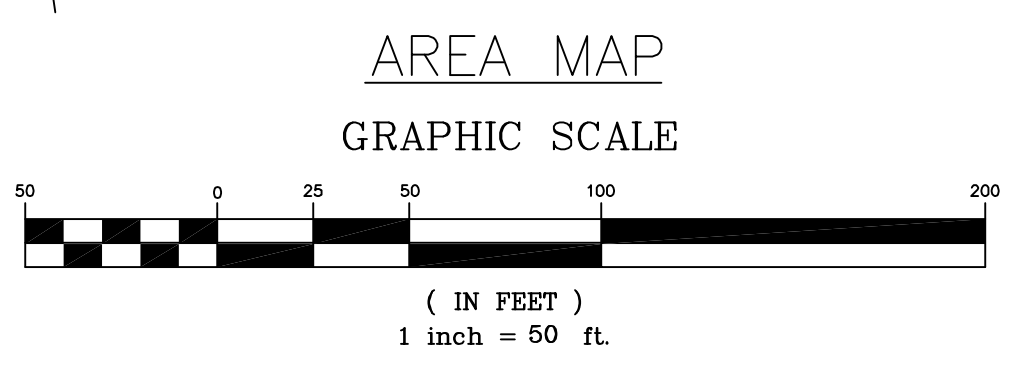 AREA MAP
GRAPHIC SCALE
50 0 25 50 100 200
( IN FEET )
1 inch = 50 ft.